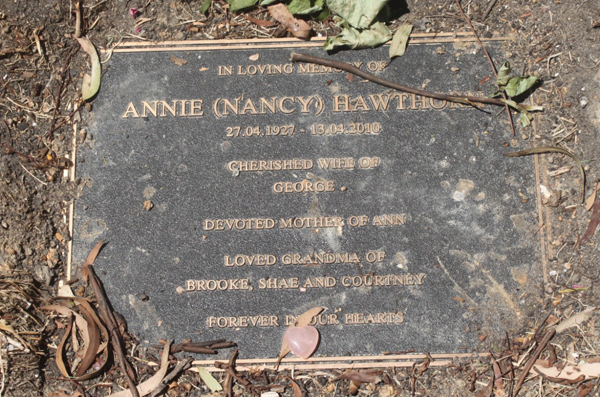 IN LOVING MEMORY OF
ANNIE (NANCY) HAWTHORN
27.04.1927 - 13.04.2010
CHERISHED WIFE OF
GEORGE
DEVOTED MOTHER OF ANN
LOVED GRANDMA OF
BROOKE, SHAE AND COURTNEY
FOREVER IN OUR HEARTS